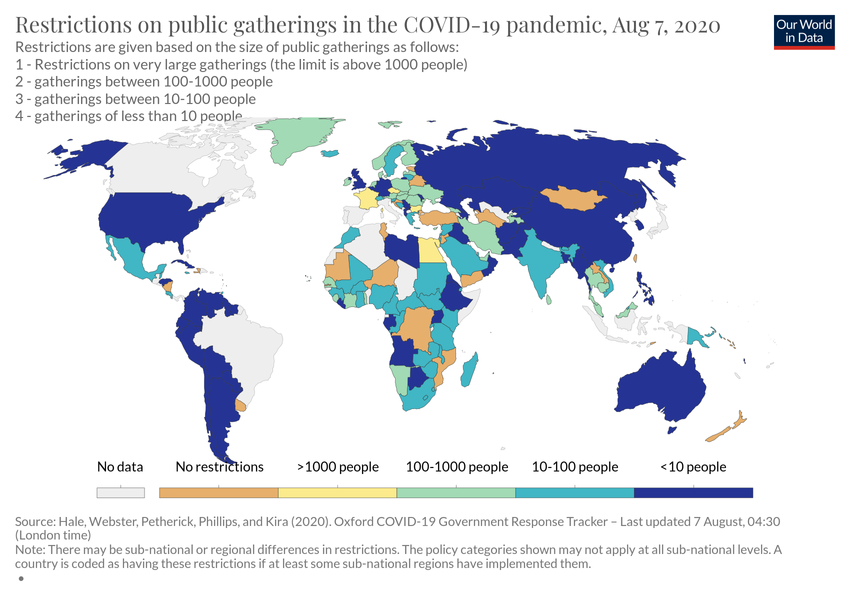 Restrictions on public gatherings in the COVID-19 pandemic, Aug 7, 2020
Our World
in Data
Restrictions are given based on the size of public gatherings as follows:
1 - Restrictions on very large gatherings (the limit is above 1000 people)
2 - gatherings between 100-1000 people
3 - gatherings between 10-100 people
4 - gatherings of less than 10 people
No data
No restrictions
>1000 people
100-1000 people
10-100 people
<10 people
Source: Hale, Webster, Petherick, Phillips, and Kira (2020). Oxford COVID-19 Government Response Tracker – Last updated 7 August, 04:30
(London time)
Note: There may be sub-national or regional differences in restrictions. The policy categories shown may not apply at all sub-national levels. A
country is coded as having these restrictions if at least some sub-national regions have implemented them.
•